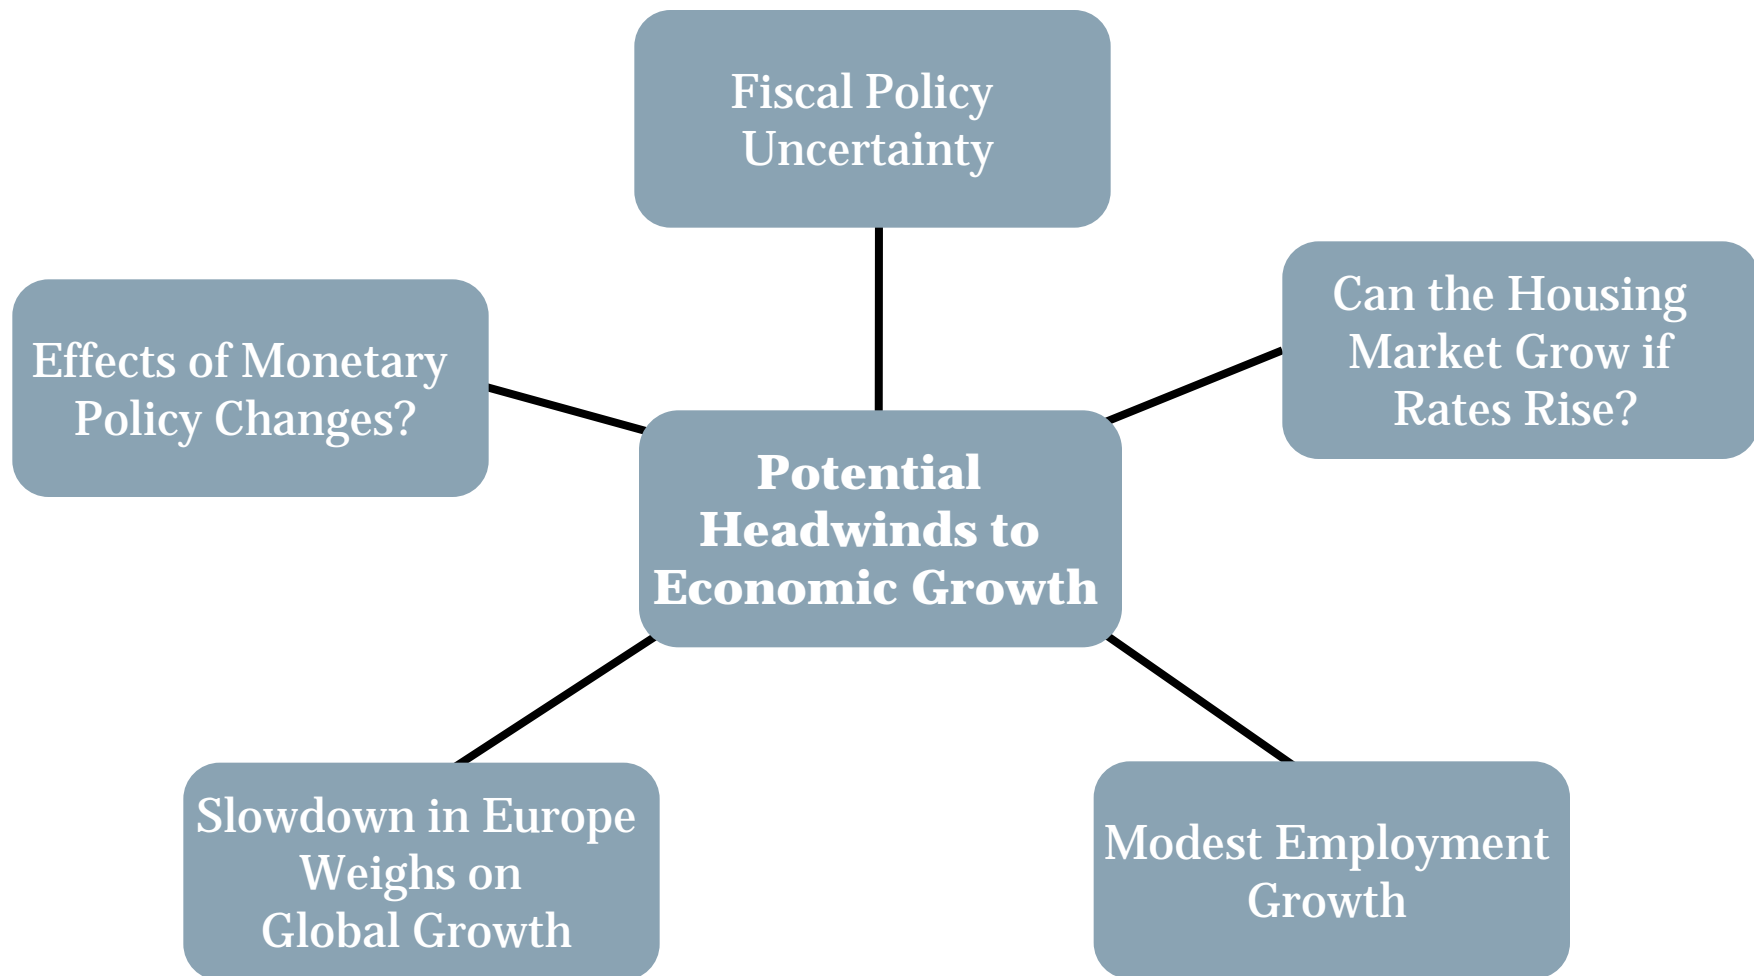 Fiscal Policy
Uncertainty
Can the Housing
Market Grow if
Rates Rise?
Effects of Monetary
Policy Changes?
Potential
Headwinds to
Economic Growth
Slowdown in Europe
Weighs on
Global Growth
Modest Employment
Growth